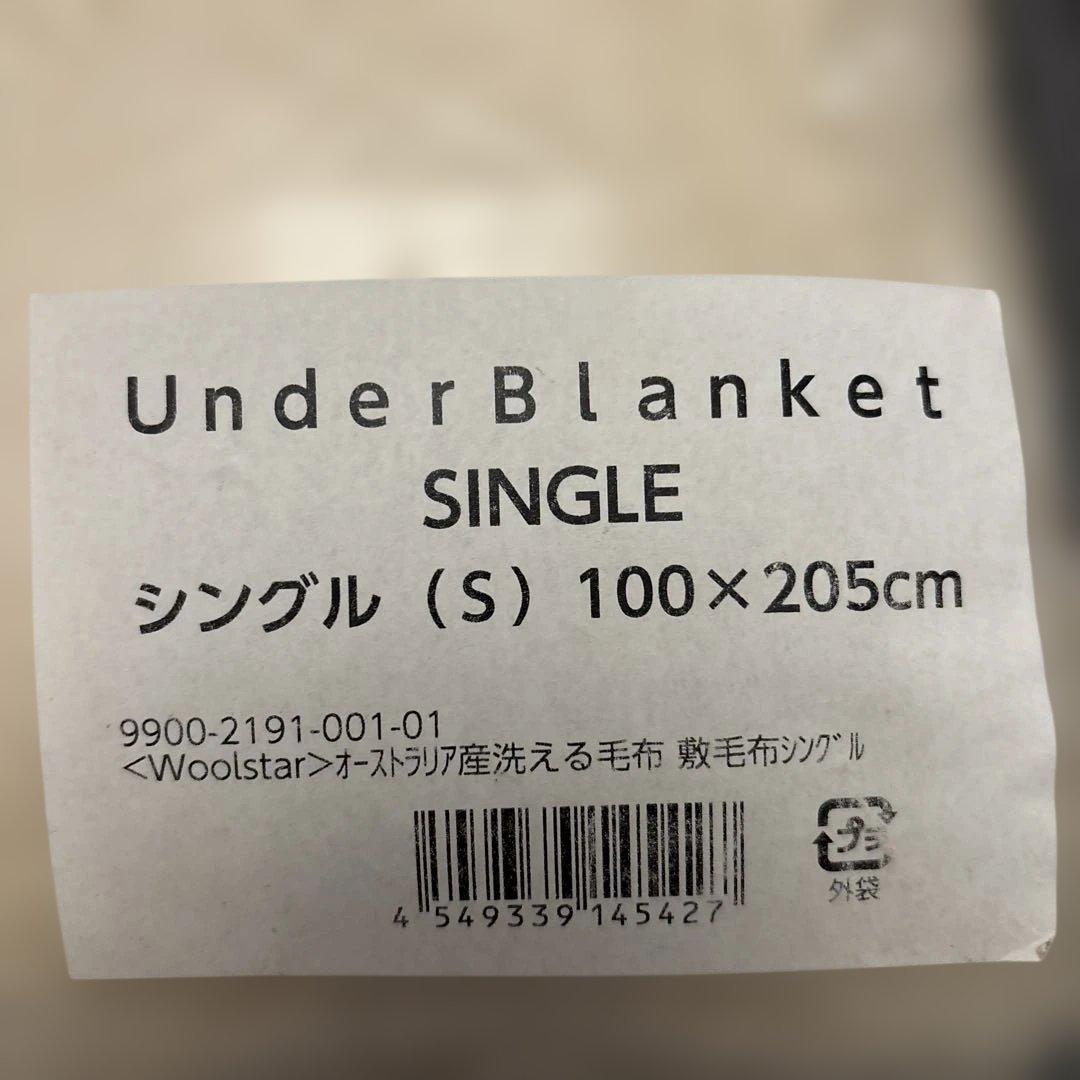 UnderBlanket
SINGLE
シングル（S）100×205cm
9900-2191-001-01
<Woolstar>ｵｰｽﾄﾗﾘｱ産洗える毛布 敷毛布ｼﾝｸﾞﾙ
4 549339 145427
プラ
外袋